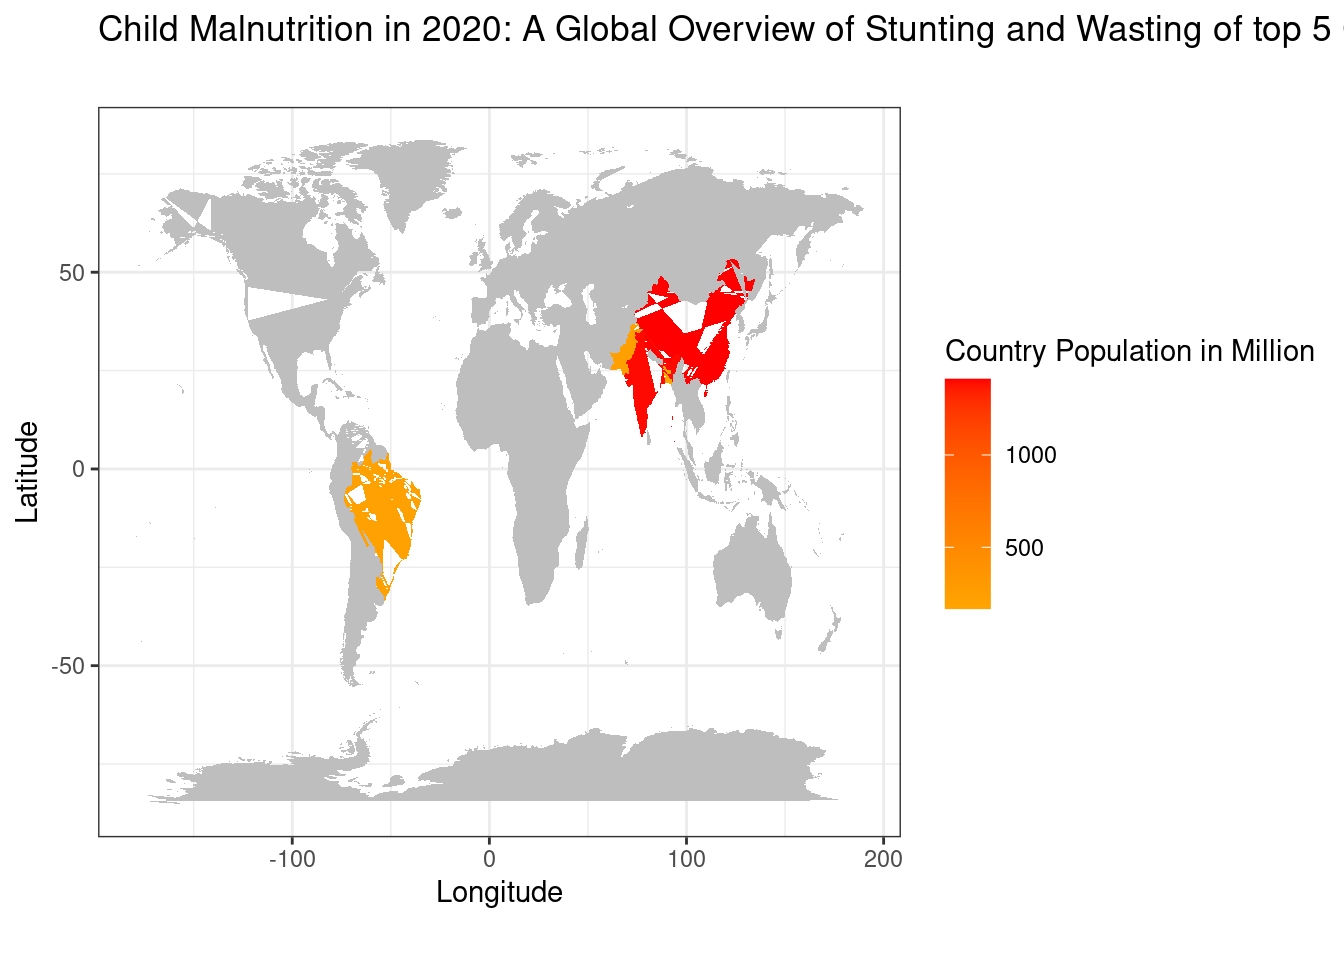 Child Malnutrition in 2020: A Global Overview of Stunting and Wasting of top 5
50
0
-50
-100
0
100
200
Latitude
Longitude
Country Population in Million
1000
500